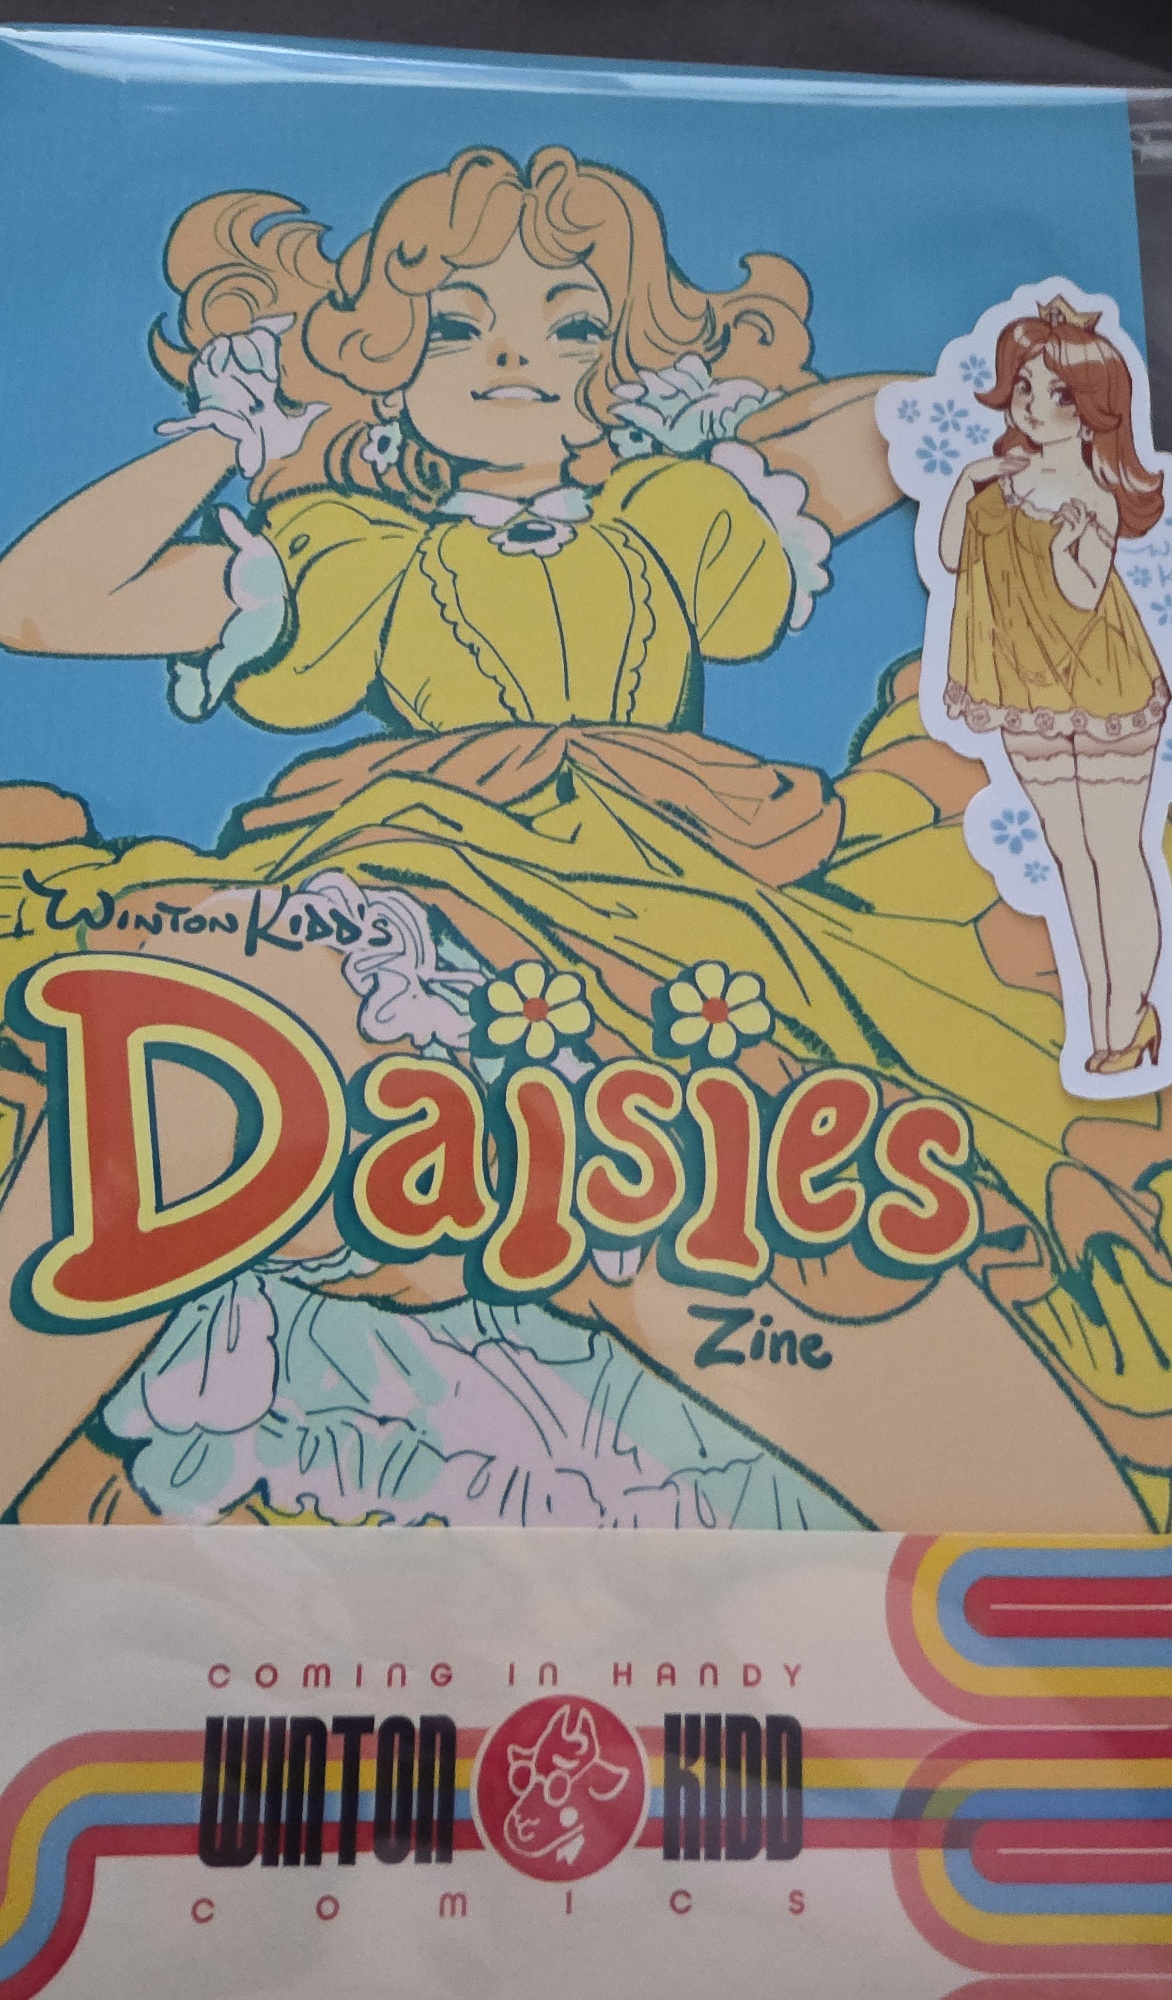 WINTON KIDD'S
Daisies
Zine
COMING IN HANDY
WINTON KIDD
COMICS